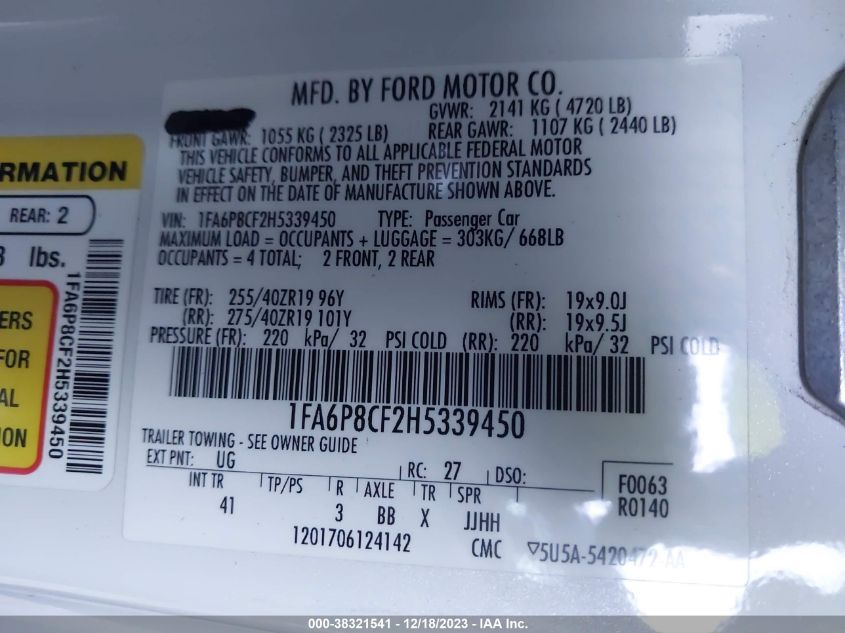 MFD. BY FORD MOTOR CO.
GVWR: 2141 KG ( 4720 LB)
FRONT GAWR: 1055 KG ( 2325 LB) REAR GAWR: 1107 KG ( 2440 LB)
THIS VEHICLE CONFORMS TO ALL APPLICABLE FEDERAL MOTOR
VEHICLE SAFETY, BUMPER, AND THEFT PREVENTION STANDARDS
IN EFFECT ON THE DATE OF MANUFACTURE SHOWN ABOVE.
VIN: 1FA6P8CF2H5339450 TYPE: Passenger Car
MAXIMUM LOAD = OCCUPANTS + LUGGAGE = 303KG/ 668LB
OCCUPANTS = 4 TOTAL; 2 FRONT, 2 REAR
TIRE (FR): 255/40ZR19 96Y RIMS (FR): 19x9.0J
(RR): 275/40ZR19 101Y (RR): 19x9.5J
PRESSURE (FR): 220 kPa/ 32 PSI COLD (RR): 220 kPa/ 32 PSI COLD
1FA6P8CF2H5339450
TRAILER TOWING - SEE OWNER GUIDE
EXT PNT: UG RC: 27 DSO:
INT TR TP/PS R AXLE TR SPR
41 3 BB X JJHH
F0063
R0140
1201706124142 CMC ▽5U5A-5420472-AA
RMATION
REAR: 2
lbs.
1FA6P8CF2H5339450
ERS
FOR
AL
ION
000-38321541 - 12/18/2023 - IAA Inc.